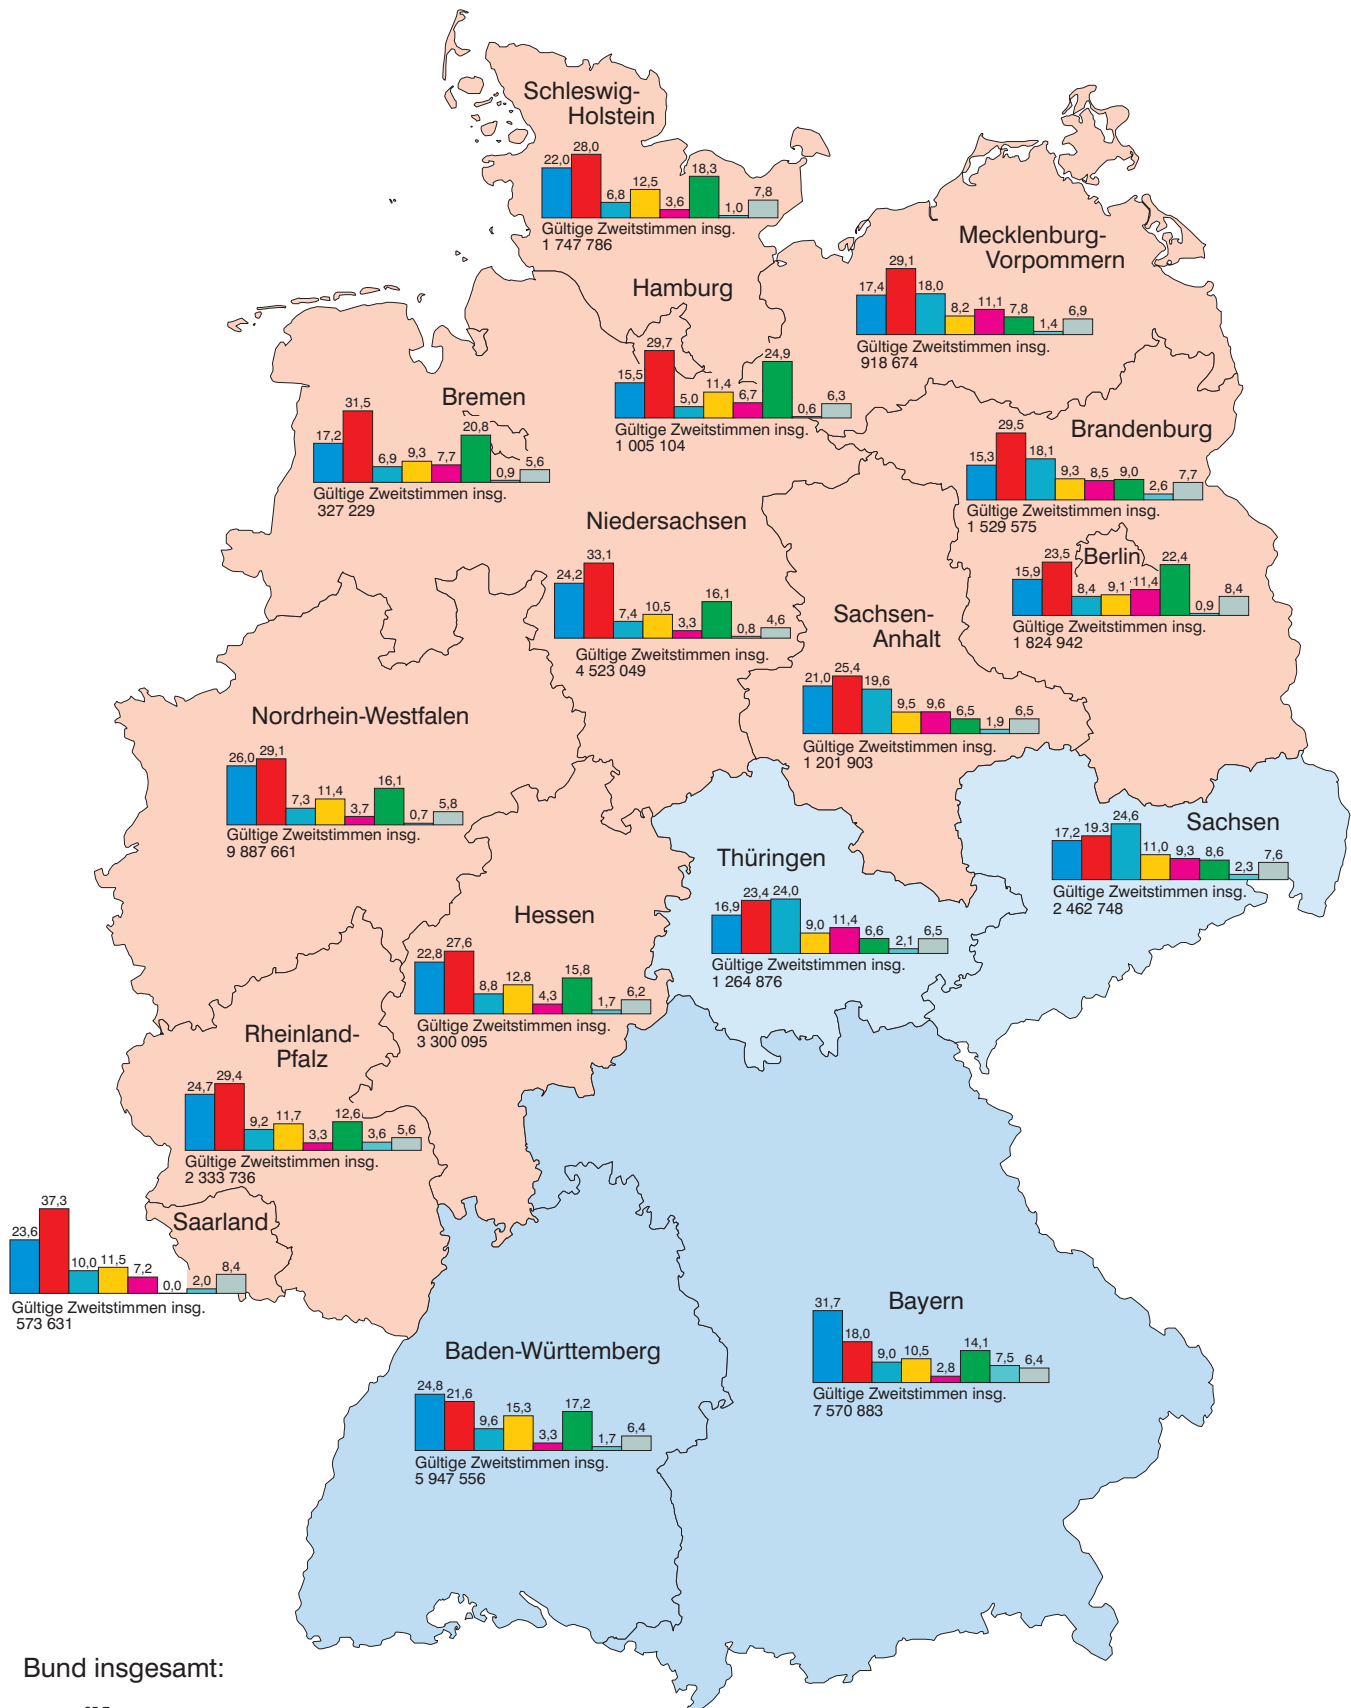 Schleswig-
Holstein
22,0 28,0 6,8 12,5 3,6 18,3 1,0 7,8
Gültige Zweitstimmen insg.
1 747 786
Mecklenburg-
Vorpommern
17,4 29,1 18,0 8,2 11,1 7,8 1,4 6,9
Gültige Zweitstimmen insg.
918 674
Hamburg
15,5 29,7 5,0 11,4 6,7 24,9 0,6 6,3
Gültige Zweitstimmen insg.
1 005 104
Bremen
17,2 31,5 6,9 9,3 7,7 20,8 0,9 5,6
Gültige Zweitstimmen insg.
327 229
Brandenburg
15,3 29,5 18,1 9,3 8,5 9,0 2,6 7,7
Gültige Zweitstimmen insg.
1 529 575
Niedersachsen
24,2 33,1 7,4 10,5 3,3 16,1 0,8 4,6
Gültige Zweitstimmen insg.
4 523 049
Berlin
15,9 23,5 8,4 9,1 11,4 22,4 0,9 8,4
Gültige Zweitstimmen insg.
1 824 942
Sachsen-
Anhalt
21,0 25,4 19,6 9,5 9,6 6,5 1,9 6,5
Gültige Zweitstimmen insg.
1 201 903
Nordrhein-Westfalen
26,0 29,1 7,3 11,4 3,7 16,1 0,7 5,8
Gültige Zweitstimmen insg.
9 887 661
Sachsen
17,2 19,3 24,6 11,0 9,3 8,6 2,3 7,6
Gültige Zweitstimmen insg.
2 462 748
Thüringen
16,9 23,4 24,0 9,0 11,4 6,6 2,1 6,5
Gültige Zweitstimmen insg.
1 264 876
Hessen
22,8 27,6 8,8 12,8 4,3 15,8 1,7 6,2
Gültige Zweitstimmen insg.
3 300 095
Rheinland-
Pfalz
24,7 29,4 9,2 11,7 3,3 12,6 3,6 5,6
Gültige Zweitstimmen insg.
2 333 736
Saarland
23,6 37,3 10,0 11,5 7,2 0,0 2,0 8,4
Gültige Zweitstimmen insg.
573 631
Bayern
31,7 18,0 9,0 10,5 2,8 14,1 7,5 6,4
Gültige Zweitstimmen insg.
7 570 883
Baden-Württemberg
24,8 21,6 9,6 15,3 3,3 17,2 1,7 6,4
Gültige Zweitstimmen insg.
5 947 556
Bund insgesamt: